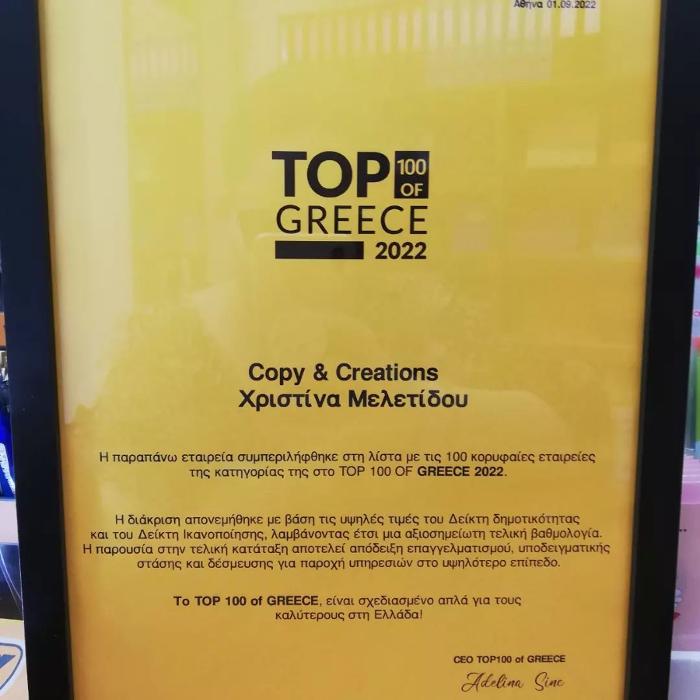 Αθήνα 01.09.2022
TOP 100
OF
GREECE
2022
Copy & Creations
Χριστίνα Μελετίδου
Η παραπάνω εταιρεία συμπεριλήφθηκε στη λίστα με τις 100 κορυφαίες εταιρείες
της κατηγορίας της στο TOP 100 OF GREECE 2022.
Η διάκριση απονεμήθηκε με βάση τις υψηλές τιμές του Δείκτη δημοτικότητας
και του Δείκτη Ικανοποίησης, λαμβάνοντας έτσι μια αξιοσημείωτη τελική βαθμολογία.
Η παρουσία στην τελική κατάταξη αποτελεί απόδειξη επαγγελματισμού, υποδειγματικής
στάσης και δέσμευσης για παροχή υπηρεσιών στο υψηλότερο επίπεδο.
Το TOP 100 of GREECE, είναι σχεδιασμένο απλά για τους
καλύτερους στη Ελλάδα!
CEO TOP100 of GREECE
Adelina Sinc